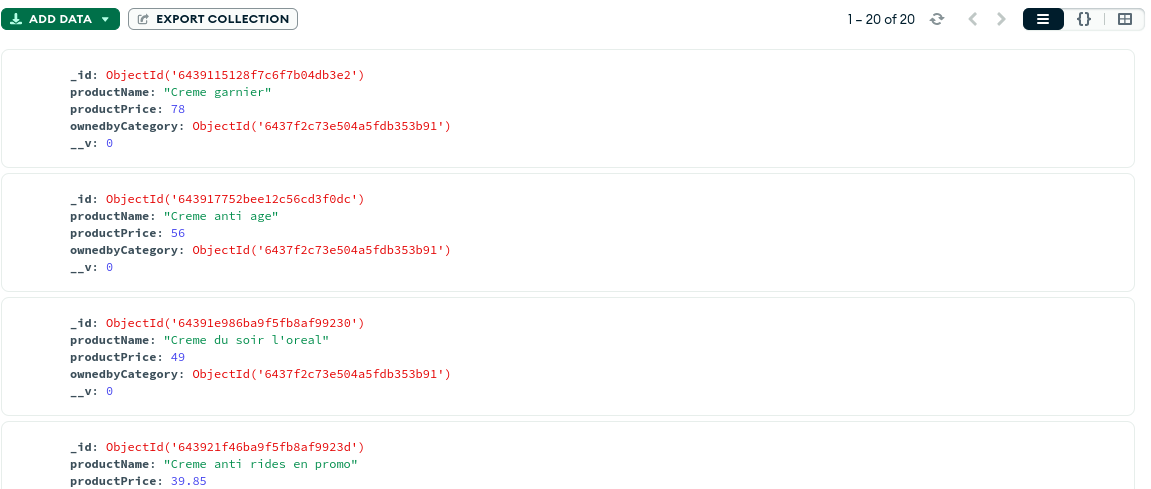 ADD DATA EXPORT COLLECTION 1 – 20 of 20 {}
_id: ObjectId('6439115128f7c6f7b04db3e2')
productName: "Creme garnier"
productPrice: 78
ownedbyCategory: ObjectId('6437f2c73e504a5fdb353b91')
__v: 0
_id: ObjectId('643917752bee12c56cd3f0dc')
productName: "Creme anti age"
productPrice: 56
ownedbyCategory: ObjectId('6437f2c73e504a5fdb353b91')
__v: 0
_id: ObjectId('64391e986ba9f5fb8af99230')
productName: "Creme du soir l'oreal"
productPrice: 49
ownedbyCategory: ObjectId('6437f2c73e504a5fdb353b91')
__v: 0
_id: ObjectId('643921f46ba9f5fb8af9923d')
productName: "Creme anti rides en promo"
productPrice: 39.85